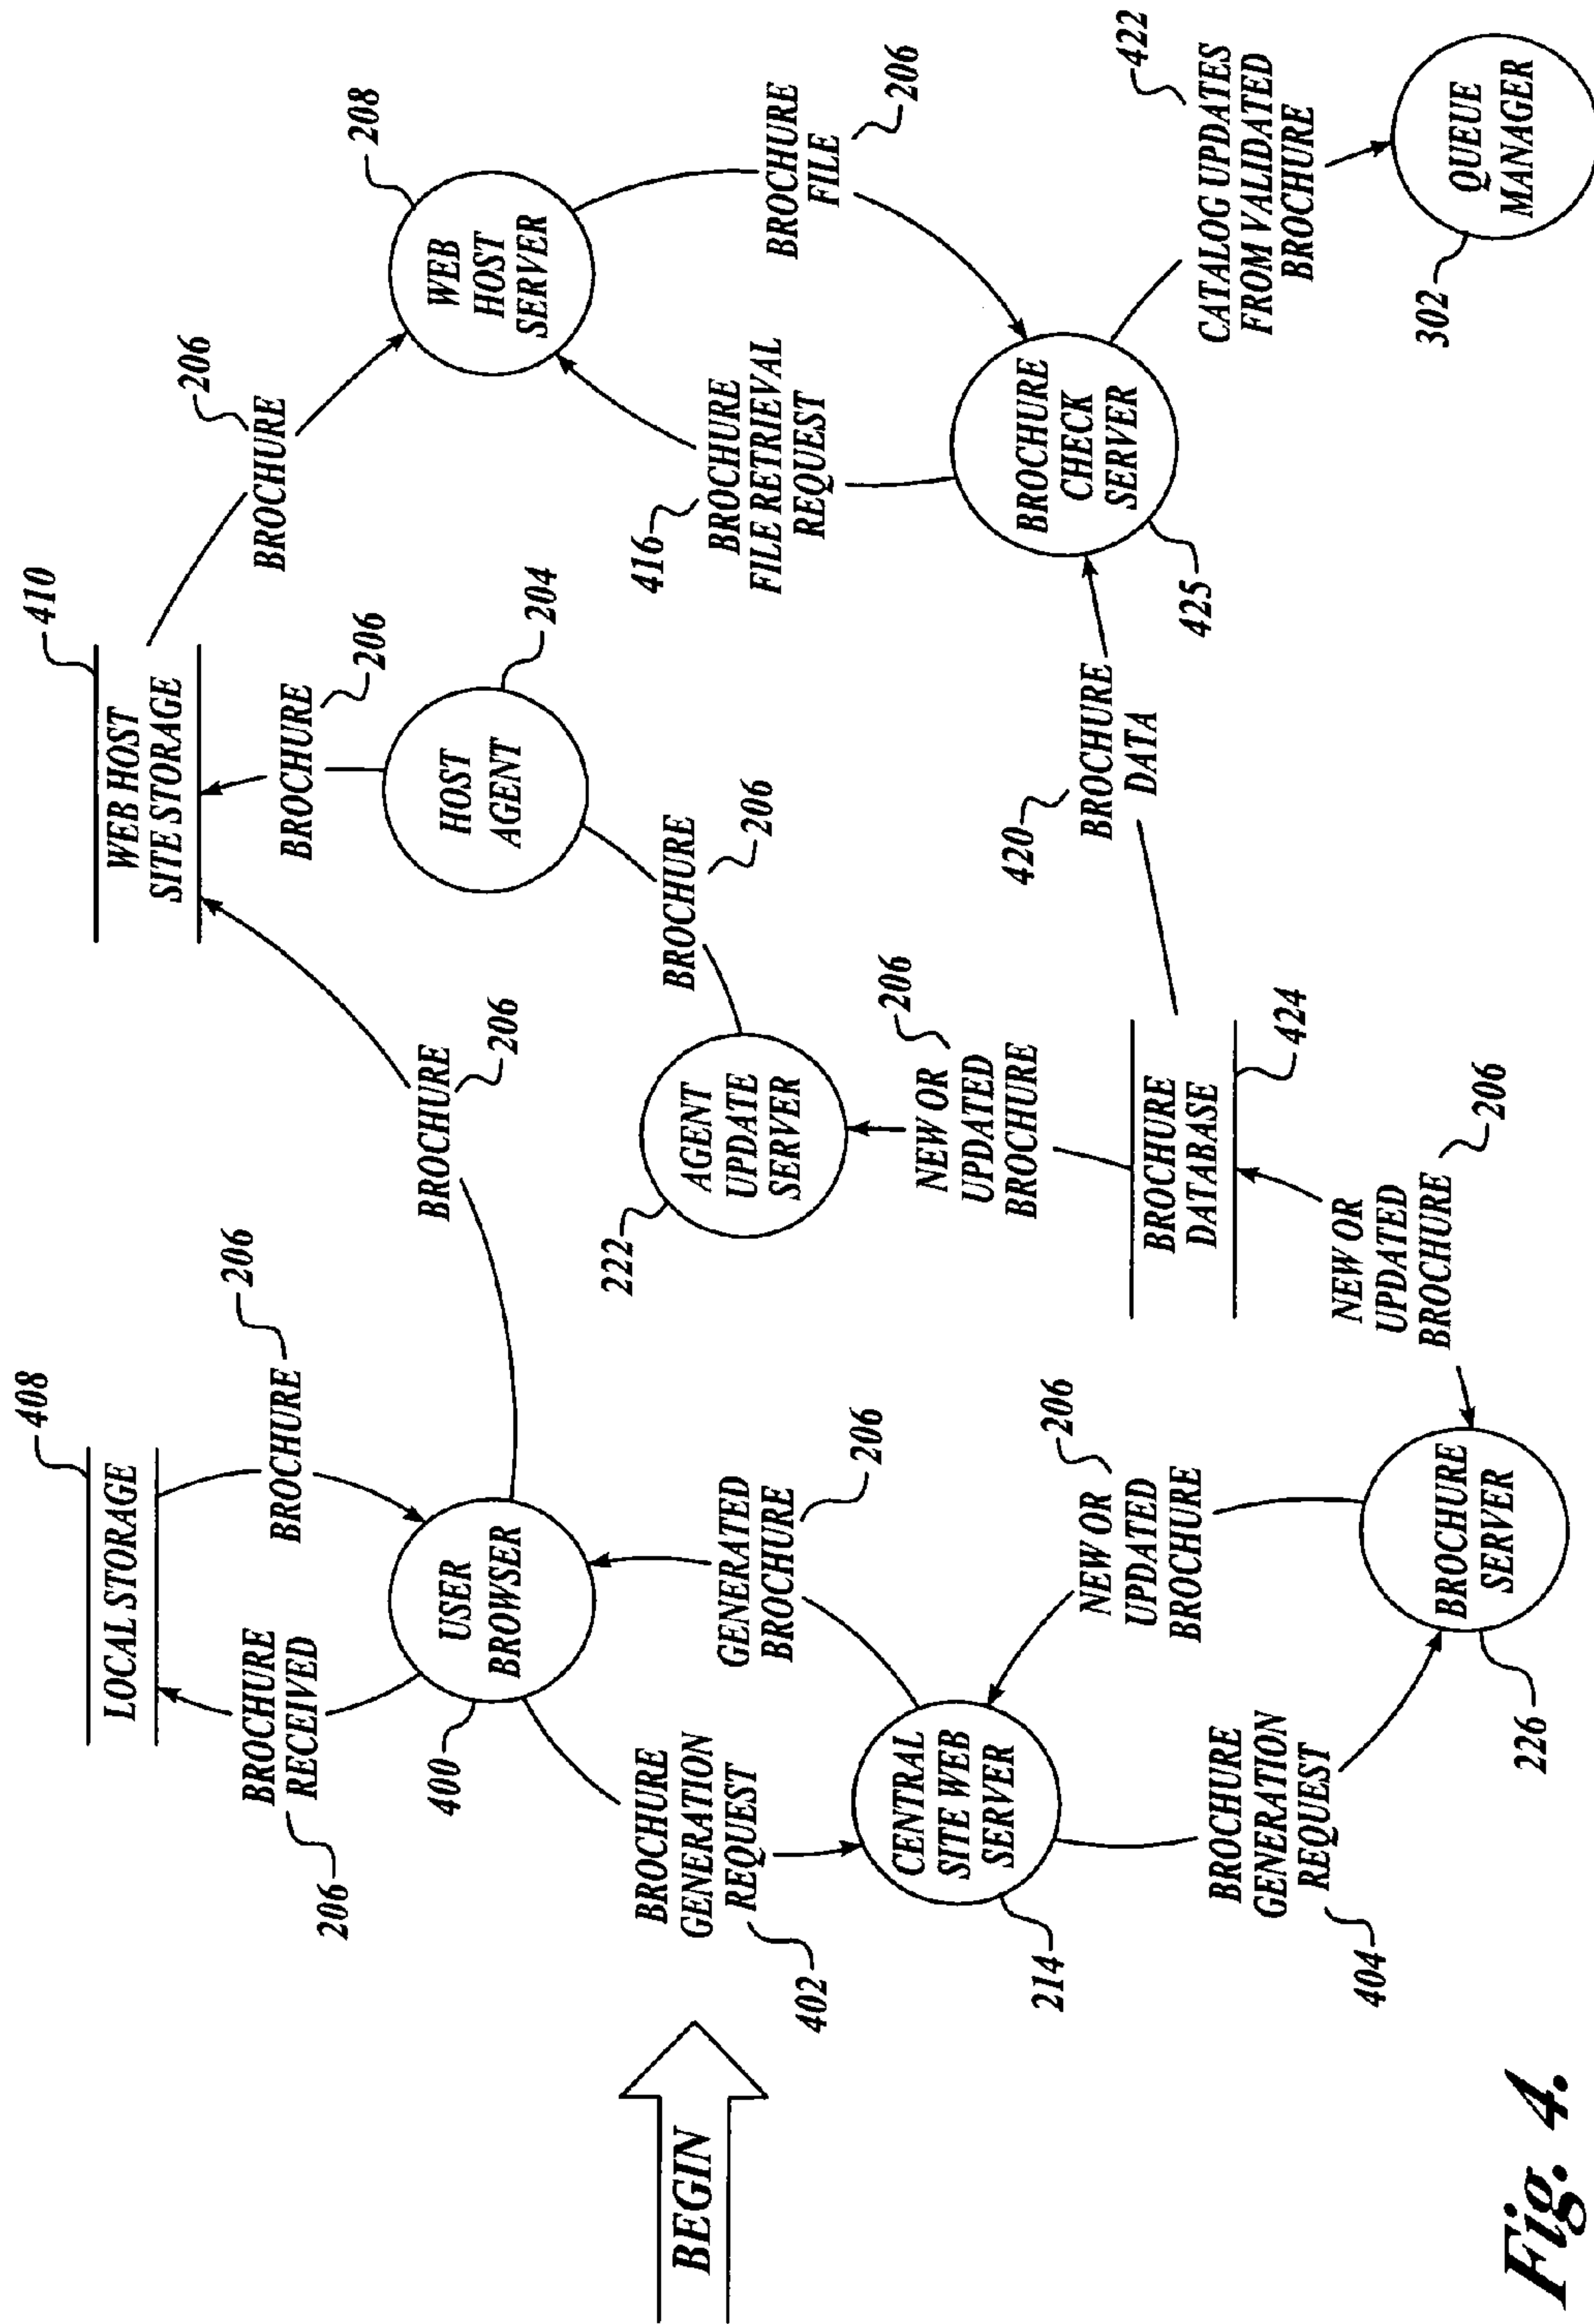 BEGIN
LOCAL STORAGE
408
BROCHURE
RECEIVED
206
BROCHURE
206
USER
BROWSER
400
BROCHURE
GENERATION
REQUEST
402
GENERATED
BROCHURE
206
CENTRAL
SITE WEB
SERVER
214
BROCHURE
GENERATION
REQUEST
404
NEW OR
UPDATED
BROCHURE
206
BROCHURE
SERVER
226
NEW OR
UPDATED
BROCHURE
206
BROCHURE
DATABASE
424
NEW OR
UPDATED
BROCHURE
206
AGENT
UPDATE
SERVER
222
BROCHURE
206
BROCHURE
206
HOST
AGENT
204
BROCHURE
206
WEB HOST
SITE STORAGE
410
BROCHURE
206
WEB
HOST
SERVER
208
BROCHURE
FILE RETRIEVAL
REQUEST
416
BROCHURE
FILE
206
BROCHURE
DATA
420
BROCHURE
CHECK
SERVER
425
CATALOG UPDATES
FROM VALIDATED
BROCHURE
422
QUEUE
MANAGER
302
Fig. 4.